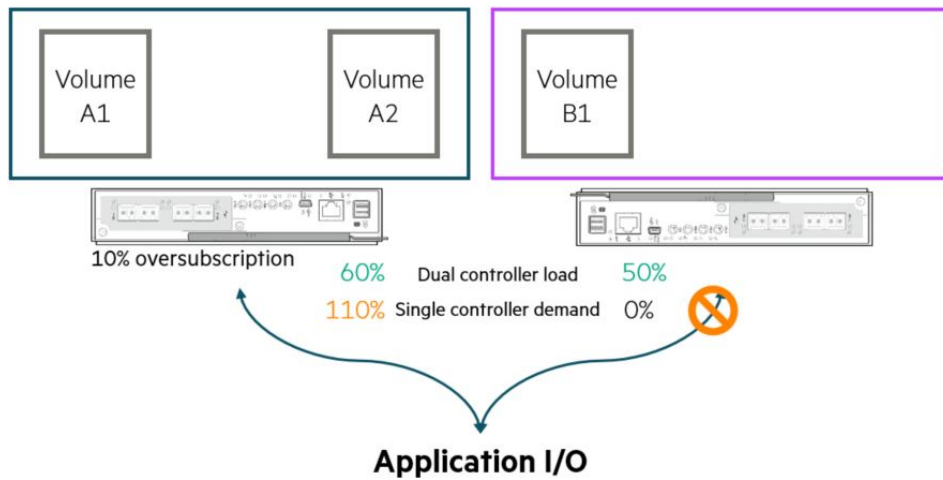 Volume
A1
Volume
A2
Volume
B1
10% oversubscription
60% Dual controller load 50%
110% Single controller demand 0%
Application I/O